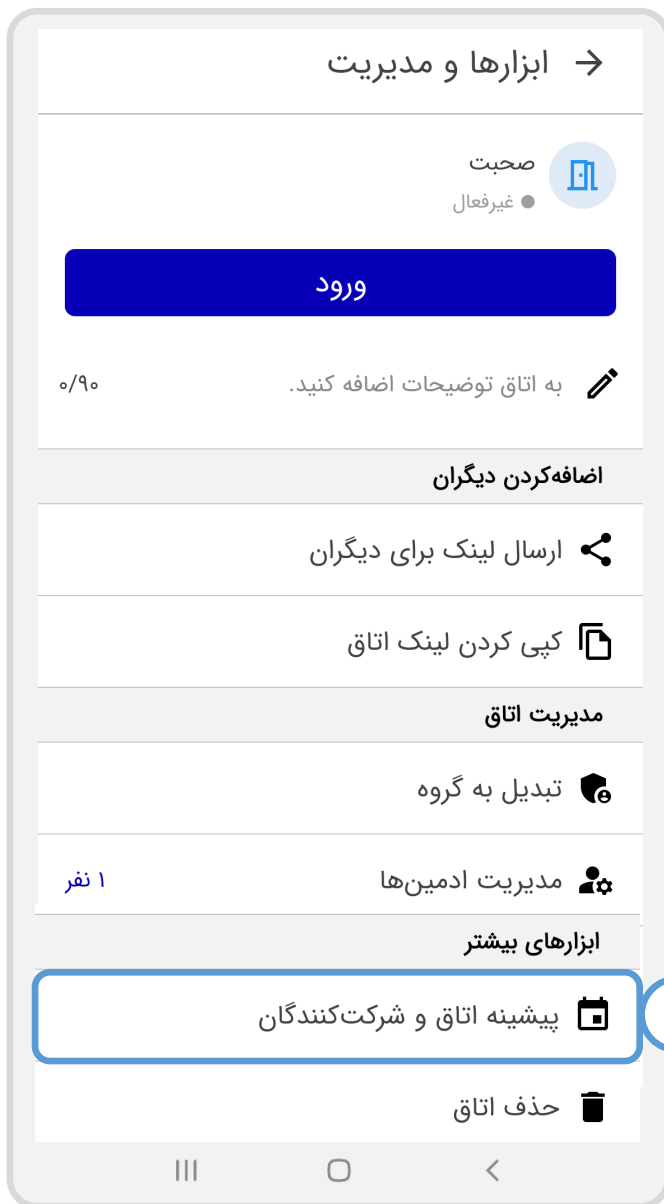 ابزارها و مدیریت
صحبت
غیرفعال
ورود
به اتاق توضیحات اضافه کنید.
۰/۹۰
اضافه‌کردن دیگران
ارسال لینک برای دیگران
کپی کردن لینک اتاق
مدیریت اتاق
تبدیل به گروه
مدیریت ادمین‌ها
۱ نفر
ابزارهای بیشتر
پیشینه اتاق و شرکت‌کنندگان
حذف اتاق